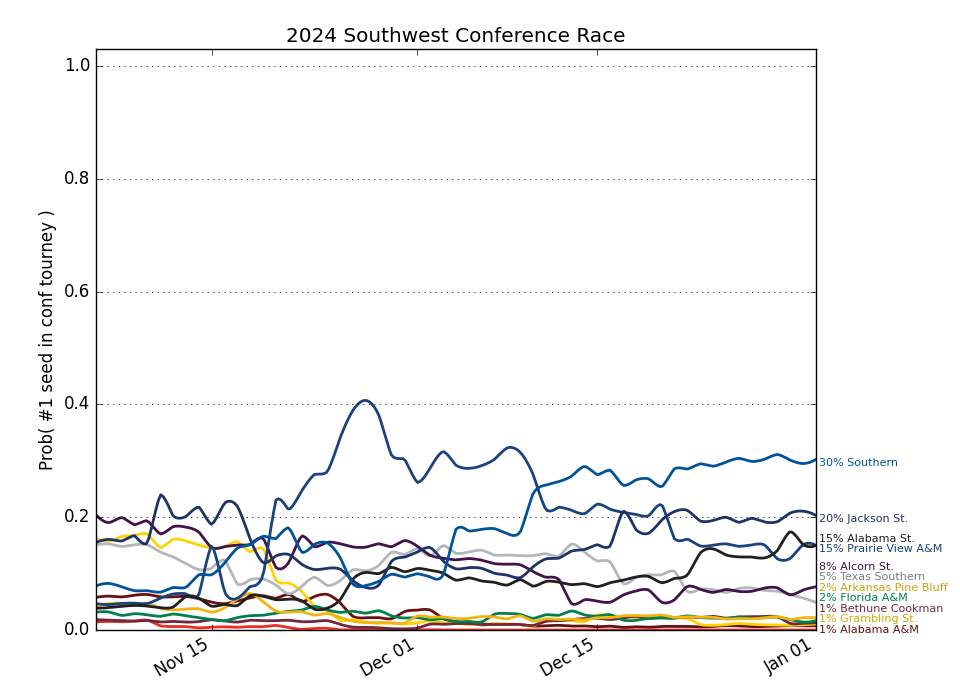 2024 Southwest Conference Race
Prob( #1 seed in conf tourney )
1.0
0.8
0.6
0.4
0.2
0.0
Nov 15
Dec 01
Dec 15
Jan 01
30% Southern
20% Jackson St.
15% Alabama St.
15% Prairie View A&M
8% Alcorn St.
5% Texas Southern
2% Arkansas Pine Bluff
2% Florida A&M
1% Bethune Cookman
1% Grambling St.
1% Alabama A&M